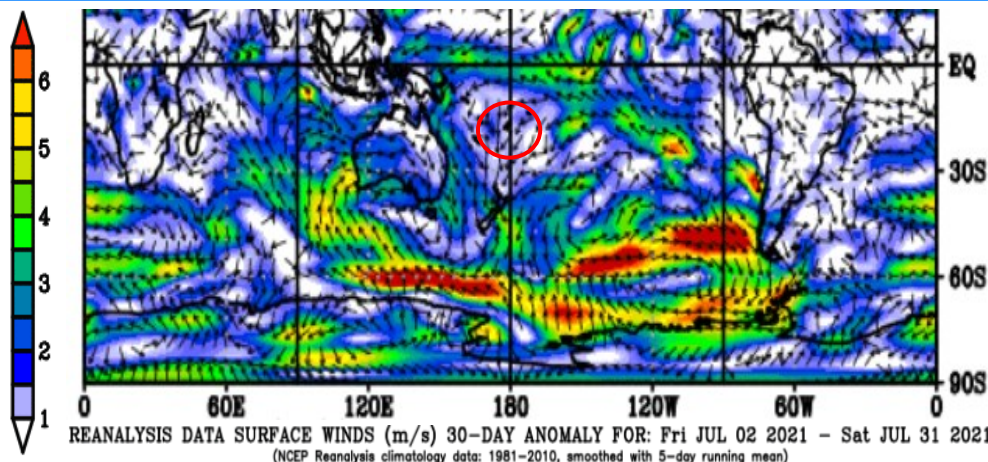 6
5
4
3
2
1
EQ
30S
60S
90S
0 60E 120E 180 120W 60W 0
REANALYSIS DATA SURFACE WINDS (m/s) 30-DAY ANOMALY FOR: Fri JUL 02 2021 - Sat JUL 31 2021
(NCEP Reanalysis climatology data: 1981-2010, smoothed with 5-day running mean)